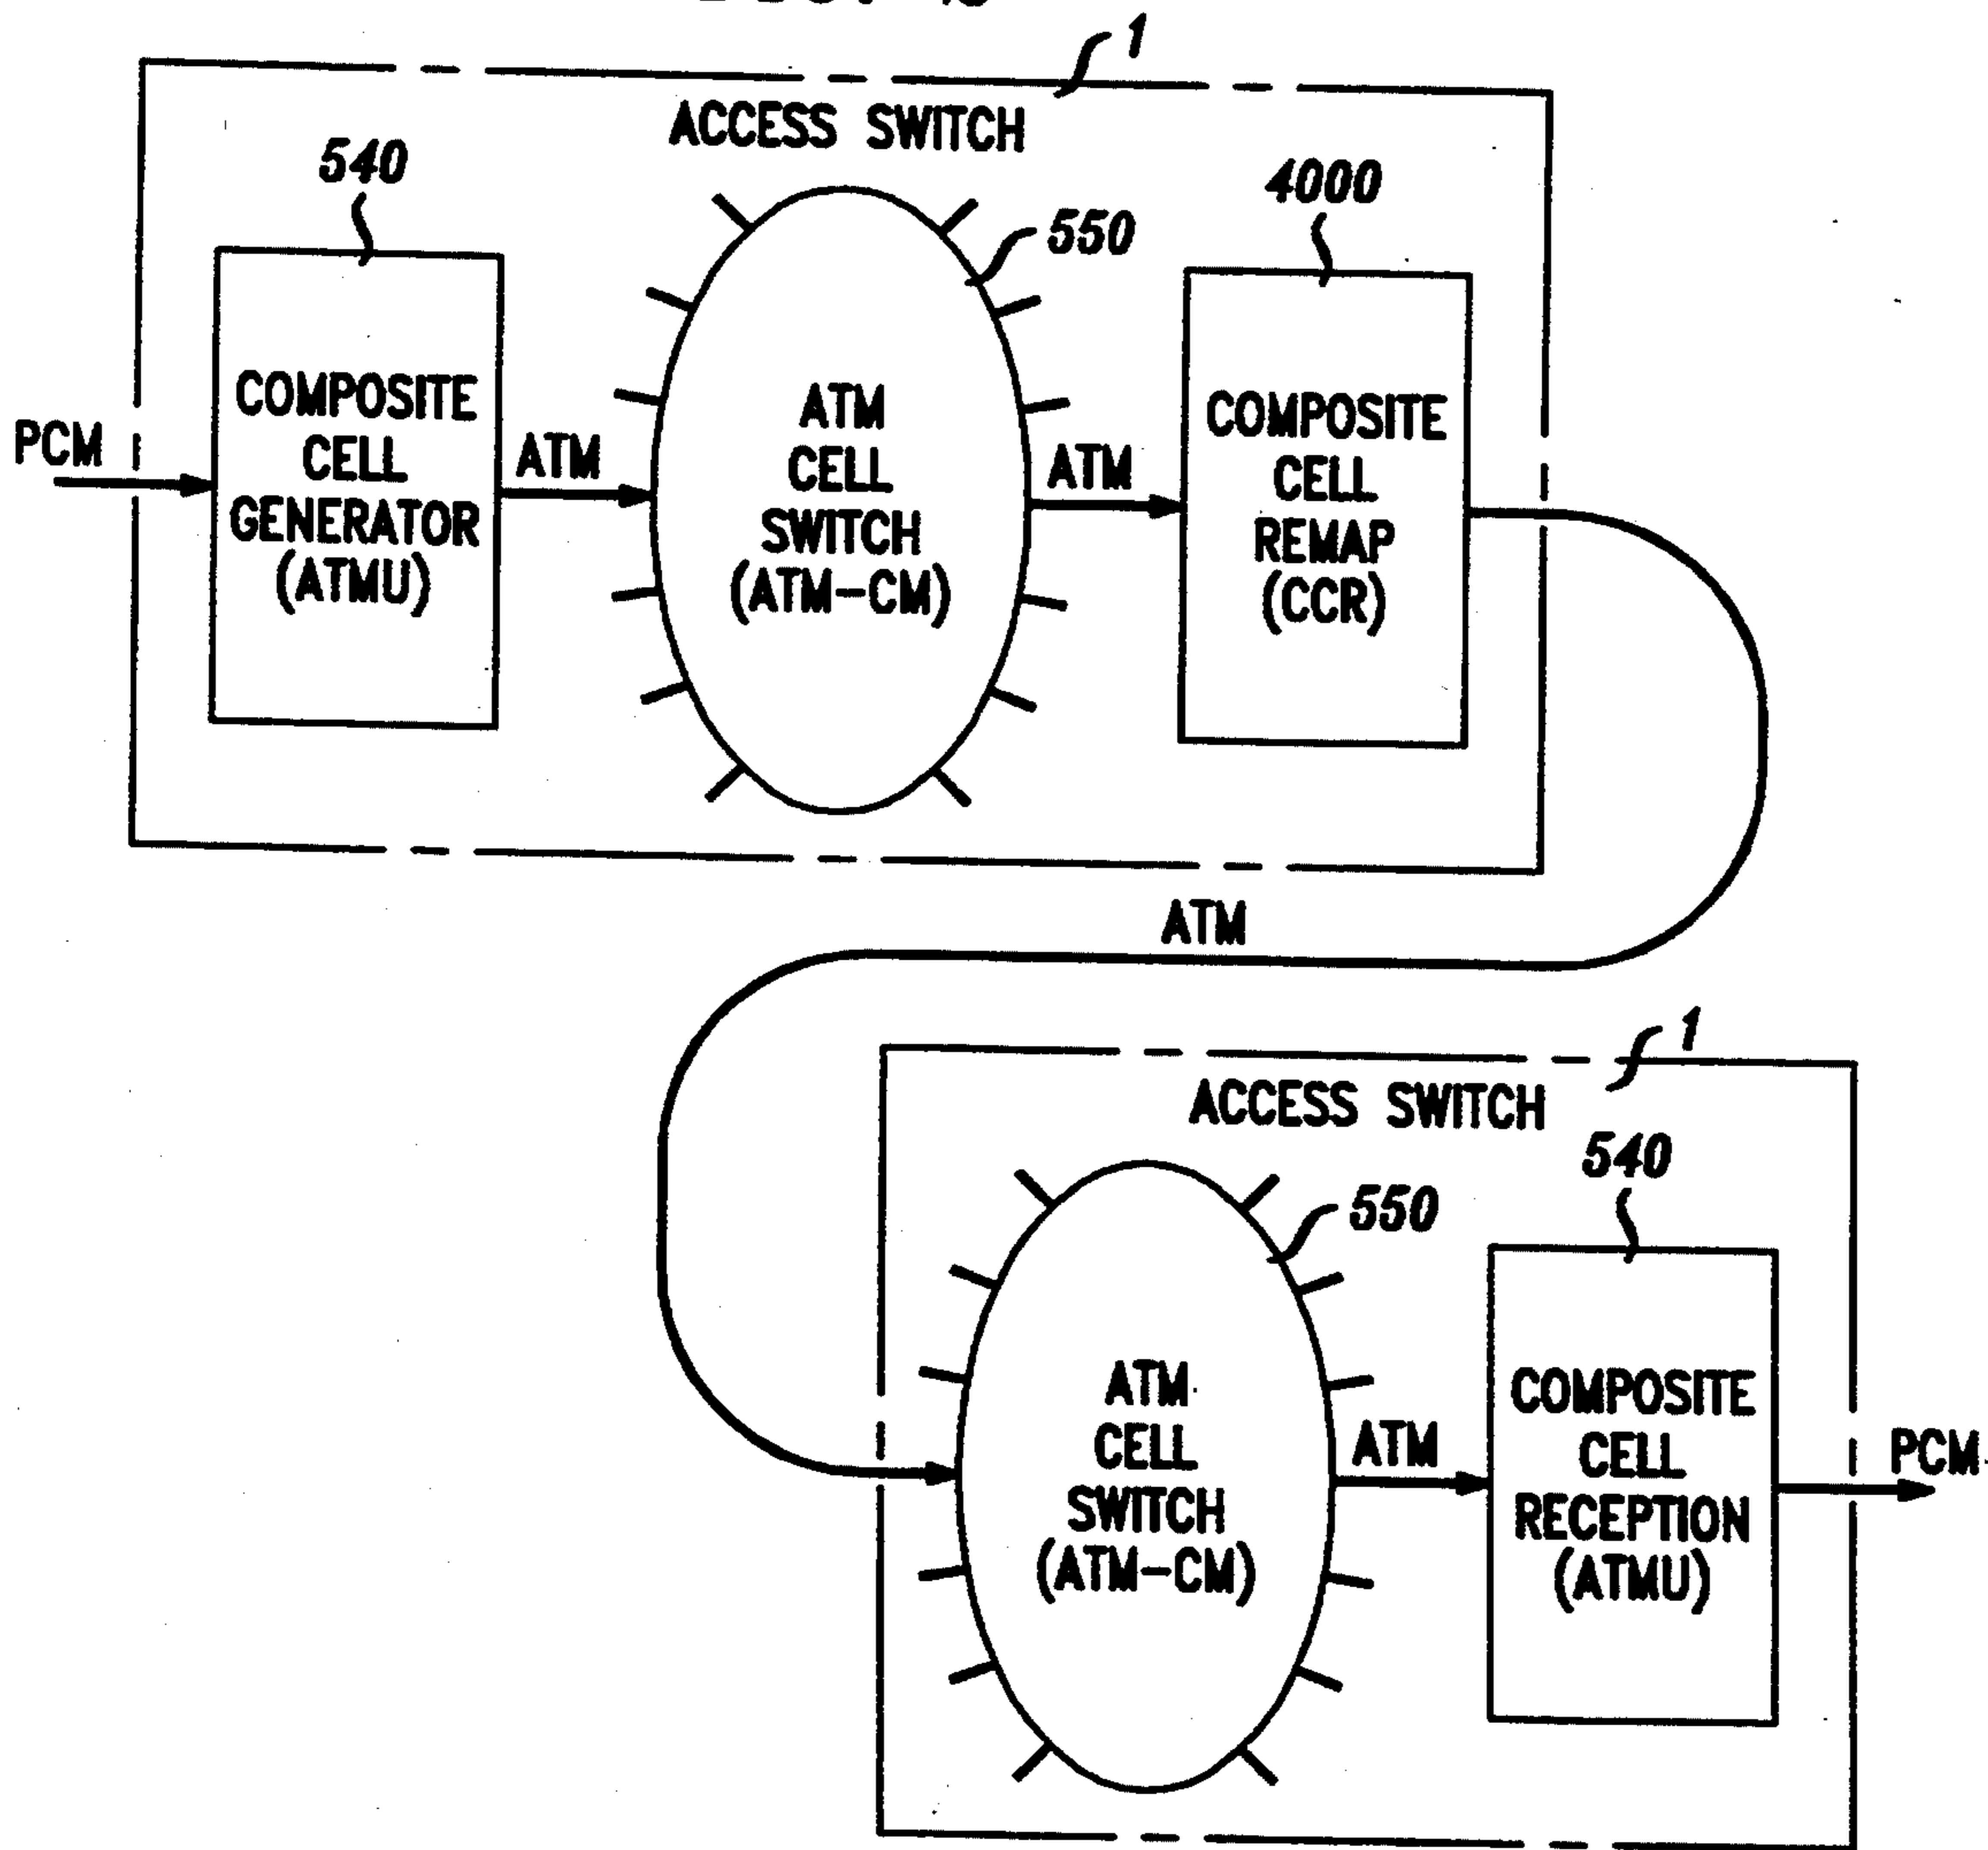 1
ACCESS SWITCH
540
4000
550
COMPOSITE
CELL
GENERATOR
(ATMU)
ATM
CELL
SWITCH
(ATM-CM)
COMPOSITE
CELL
REMAP
(CCR)
PCM
ATM
ATM
ATM
1
ACCESS SWITCH
540
550
ATM
CELL
SWITCH
(ATM-CM)
ATM
COMPOSITE
CELL
RECEPTION
(ATMU)
PCM